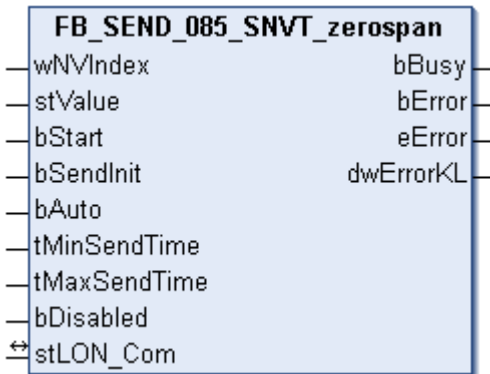 FB_SEND_085_SNVT_zerospan
wNVIndex bBusy
stValue bError
bStart eError
bSendInit dwErrorKL
bAuto
tMinSendTime
tMaxSendTime
bDisabled
stLON_Com